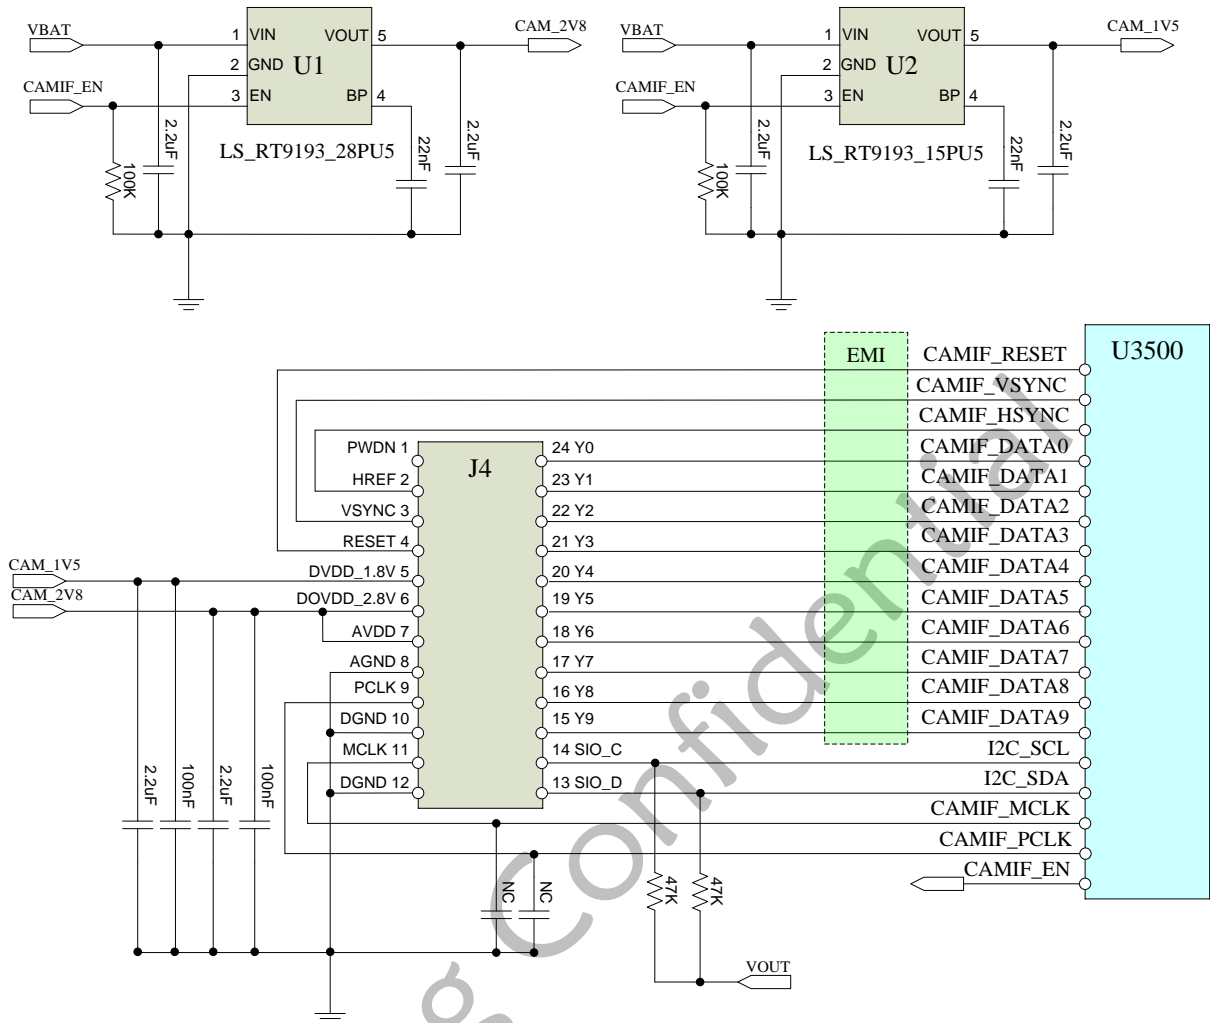 VBAT
1 VIN
VOUT 5
CAM_2V8
2 GND
U1
CAMIF_EN
3 EN
BP 4
2.2uF
22nF
2.2uF
100K
LS_RT9193_28PU5
VBAT
1 VIN
VOUT 5
CAM_1V5
2 GND
U2
CAMIF_EN
3 EN
BP 4
2.2uF
22nF
2.2uF
100K
LS_RT9193_15PU5
EMI
CAMIF_RESET
U3500
CAMIF_VSYNC
CAMIF_HSYNC
PWDN 1
J4
24 Y0
CAMIF_DATA0
HREF 2
23 Y1
CAMIF_DATA1
VSYNC 3
22 Y2
CAMIF_DATA2
RESET 4
21 Y3
CAMIF_DATA3
CAM_1V5
DVDD_1.8V 5
20 Y4
CAMIF_DATA4
CAM_2V8
DOVDD_2.8V 6
19 Y5
CAMIF_DATA5
AVDD 7
18 Y6
CAMIF_DATA6
AGND 8
17 Y7
CAMIF_DATA7
PCLK 9
16 Y8
CAMIF_DATA8
DGND 10
15 Y9
CAMIF_DATA9
MCLK 11
14 SIO_C
I2C_SCL
DGND 12
13 SIO_D
I2C_SDA
CAMIF_MCLK
CAMIF_PCLK
CAMIF_EN
2.2uF
100nF
2.2uF
100nF
NC
NC
47K
47K
VOUT
g Confidential